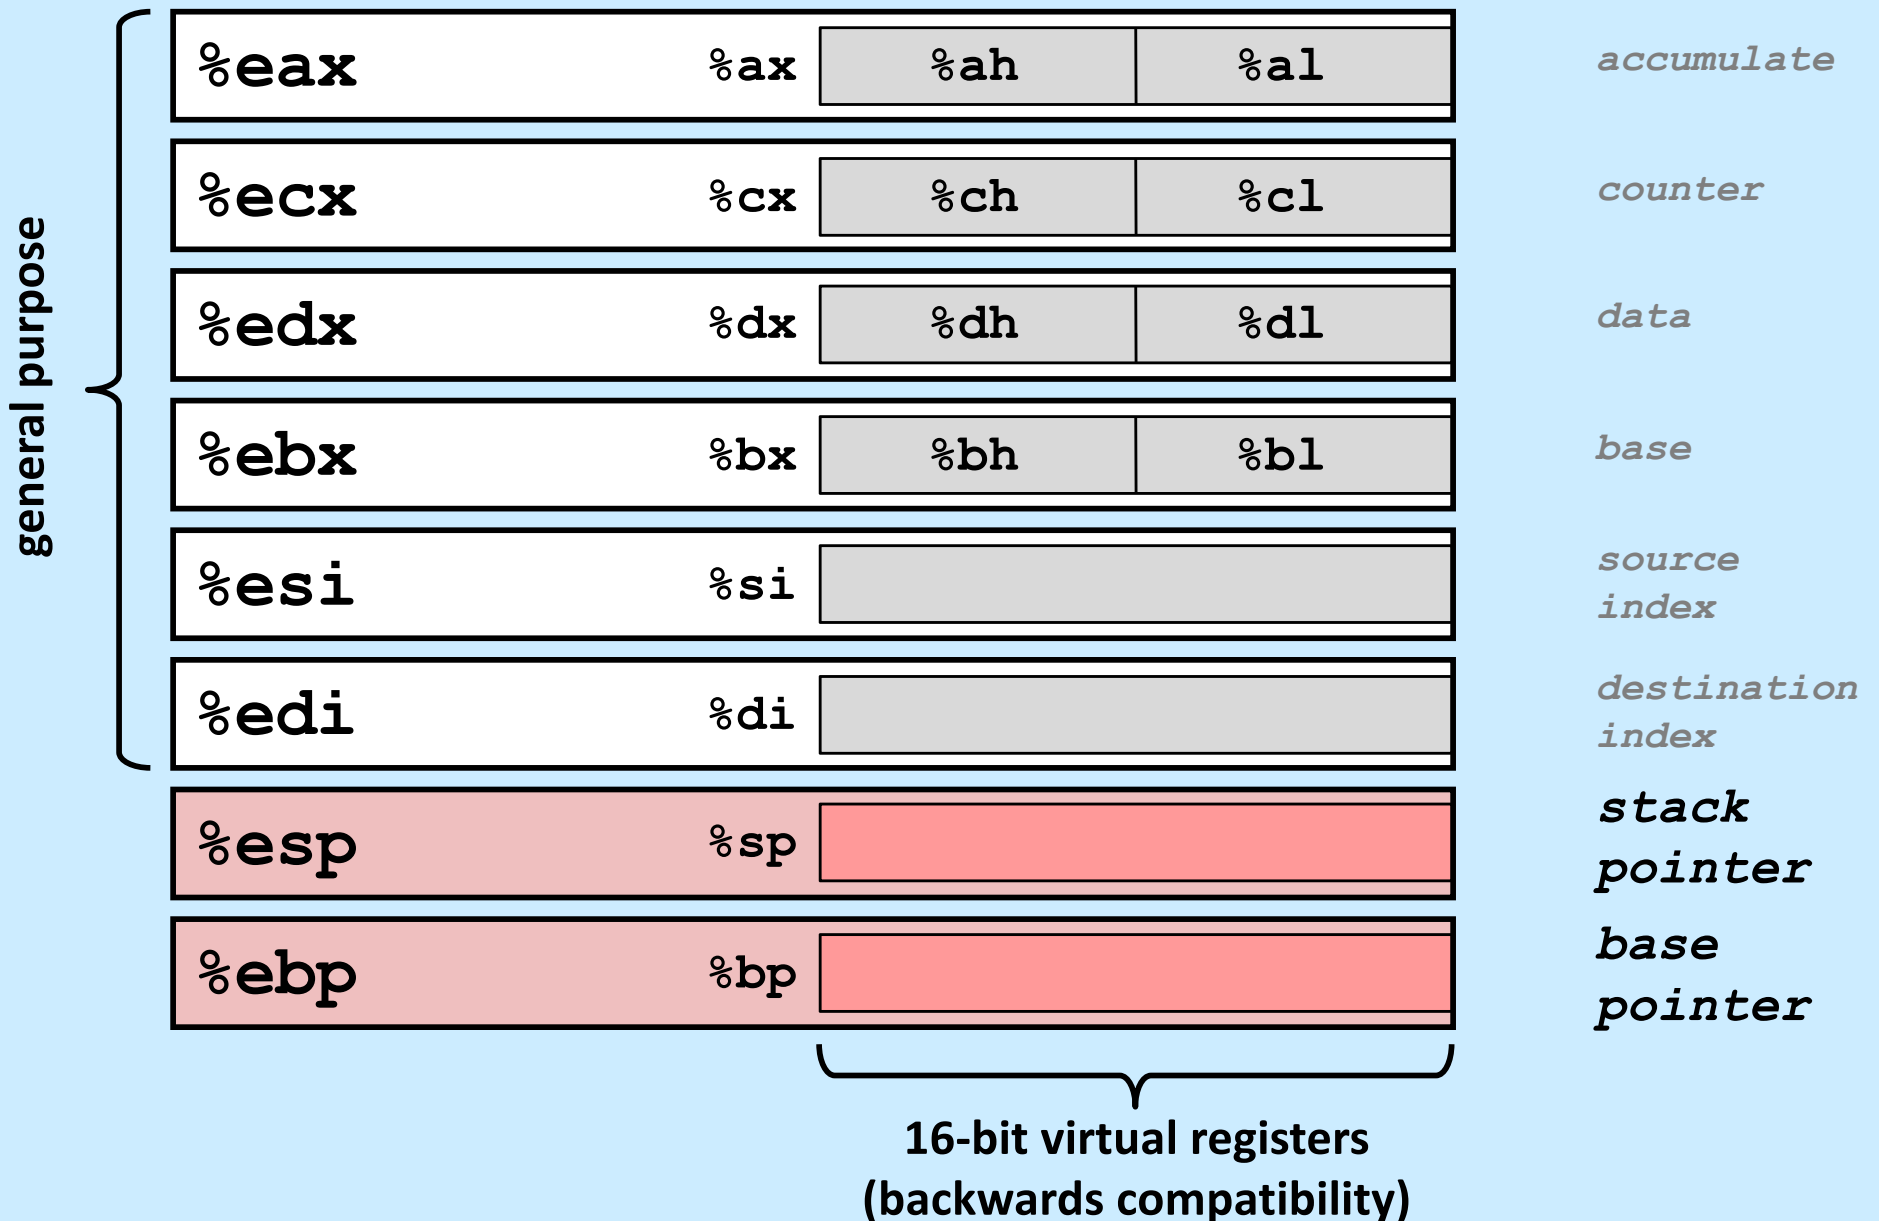 general purpose
%eax %ax %ah %al accumulate
%ecx %cx %ch %cl counter
%edx %dx %dh %dl data
%ebx %bx %bh %bl base
%esi %si source
index
%edi %di destination
index
%esp %sp stack
pointer
%ebp %bp base
pointer
16-bit virtual registers
(backwards compatibility)